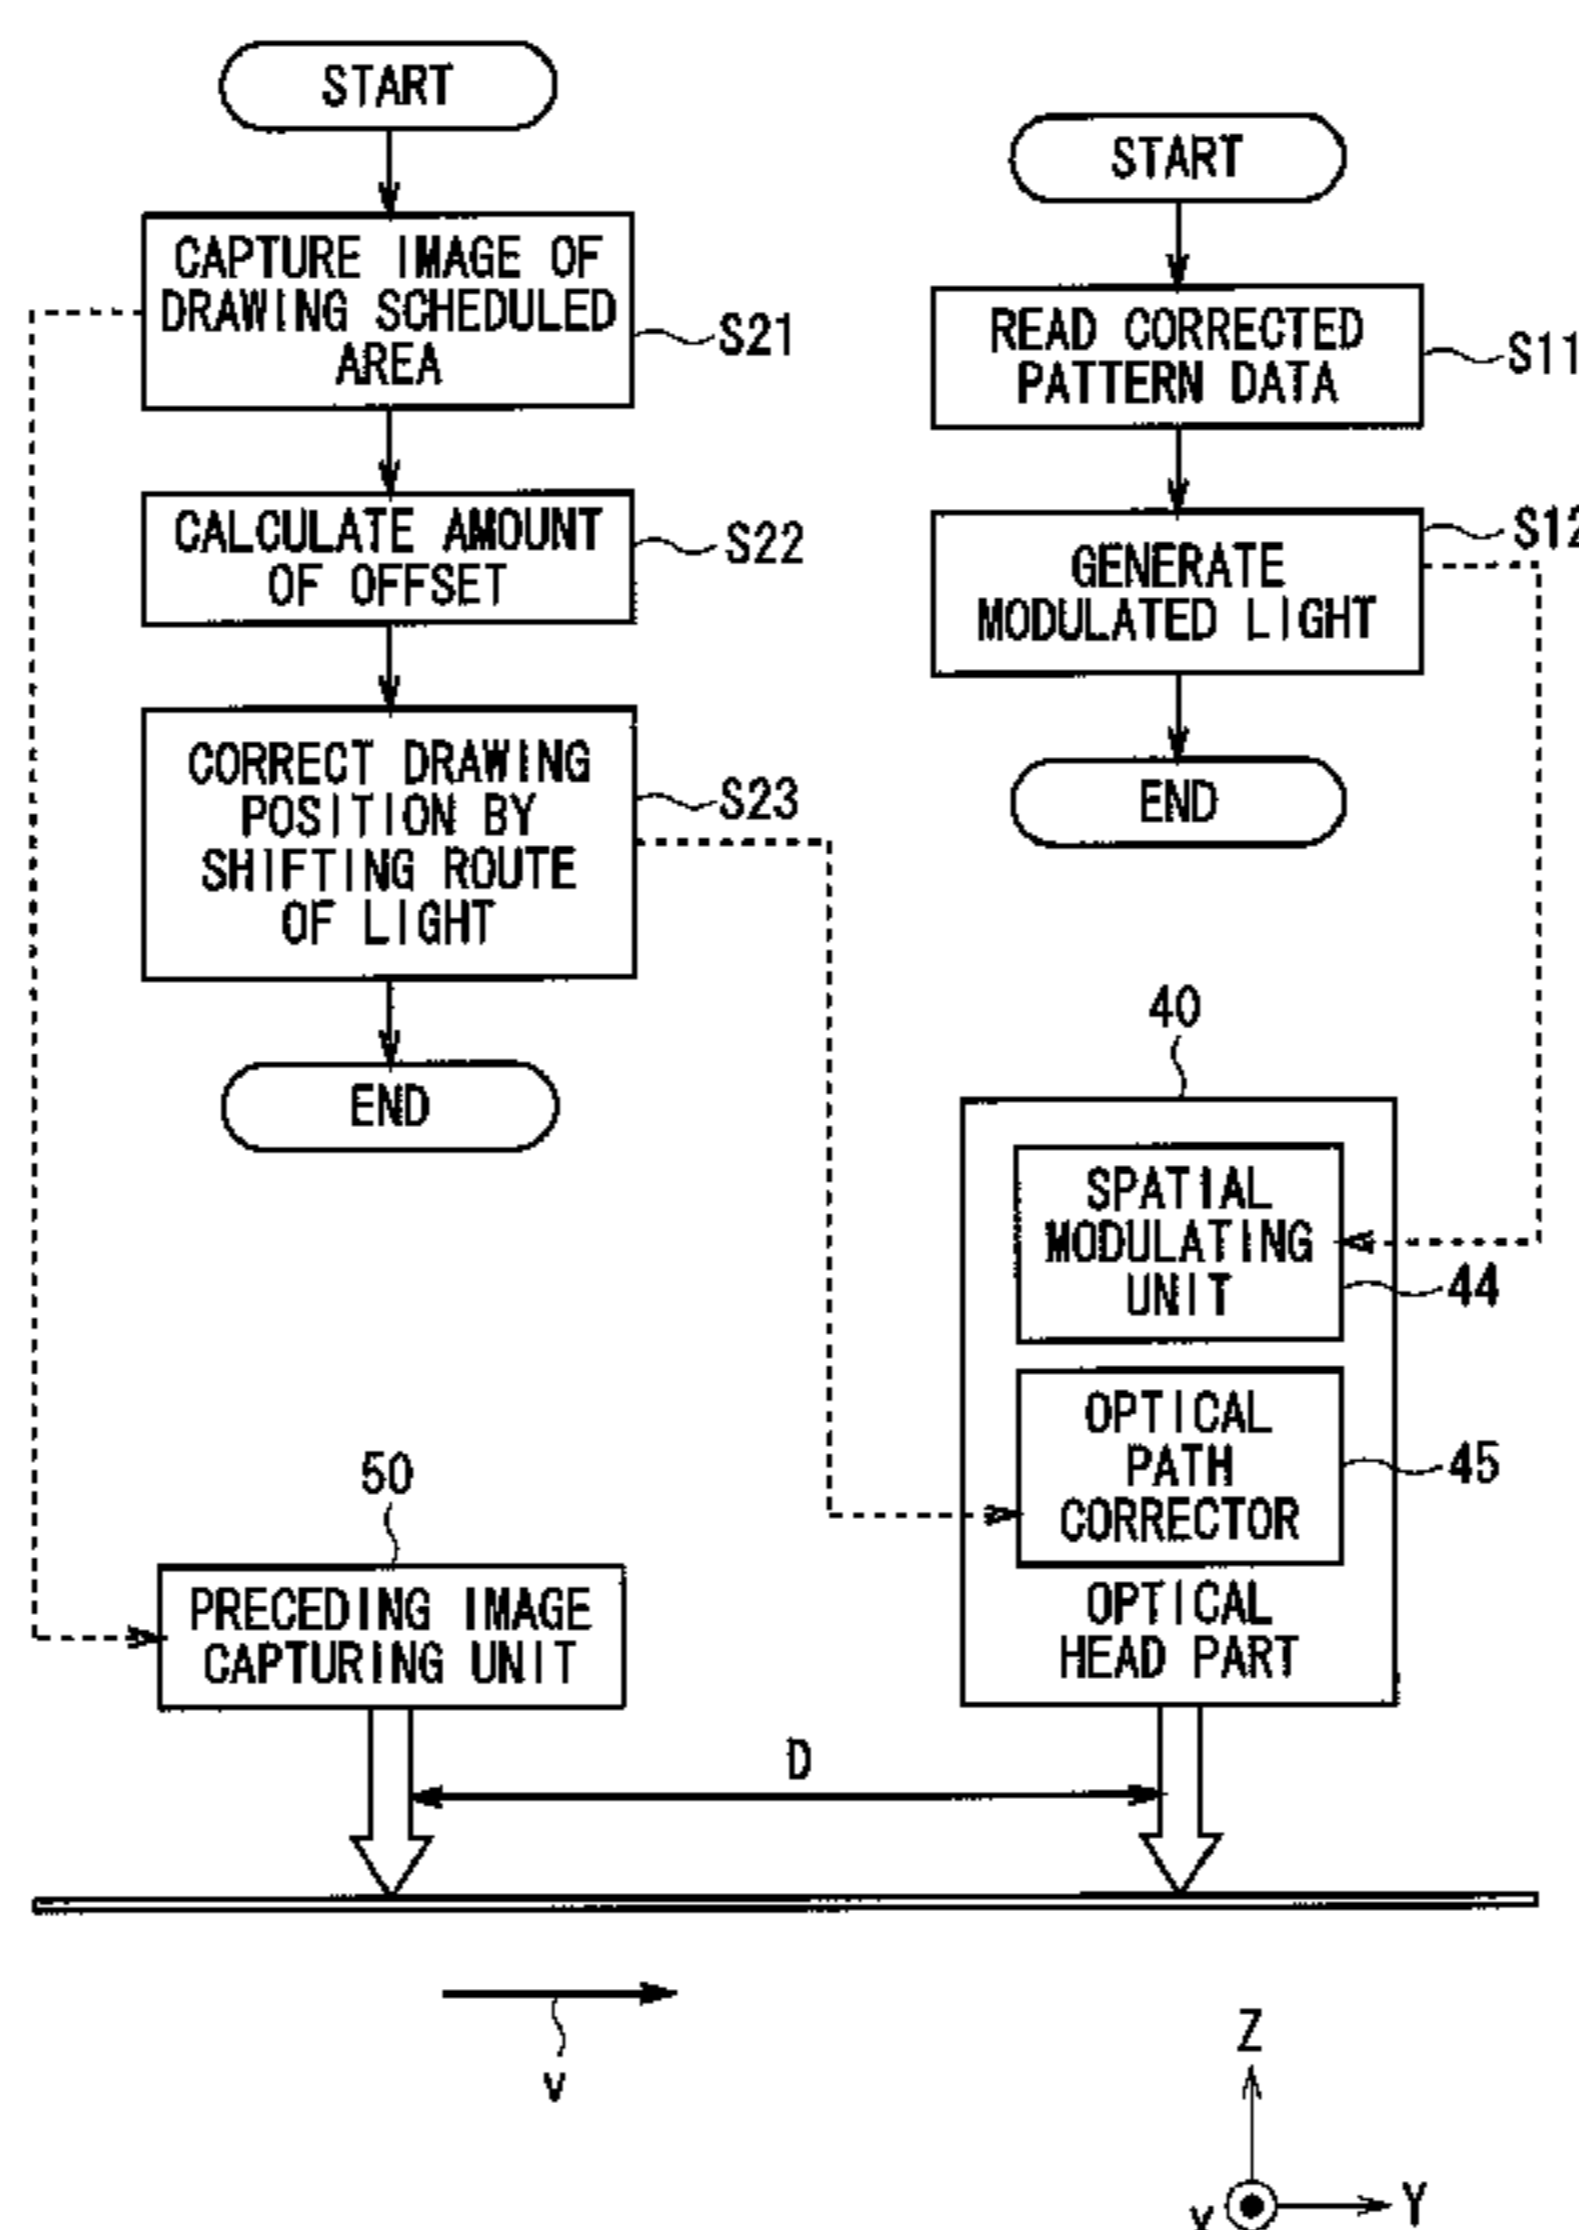 START
CAPTURE IMAGE OF
DRAWING SCHEDULED
AREA
S21
CALCULATE AMOUNT
OF OFFSET
S22
CORRECT DRAWING
POSITION BY
SHIFTING ROUTE
OF LIGHT
S23
END
START
READ CORRECTED
PATTERN DATA
S11
GENERATE
MODULATED LIGHT
S12
END
40
SPATIAL
MODULATING
UNIT
44
OPTICAL
PATH
CORRECTOR
45
OPTICAL
HEAD PART
50
PRECEDING IMAGE
CAPTURING UNIT
D
v
Z
X
Y